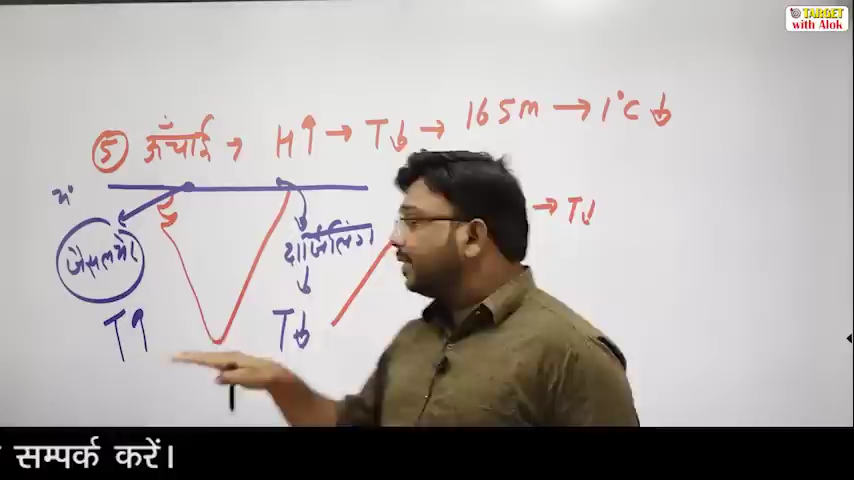 TARGET
with Alok
⑤ ऊँचाई → H↑ → T↓ → 165m → 1°C ↓
→ T↓
जैसलमेर
दार्जिलिंग
↓
T↑
T↓
सम्पर्क करें।